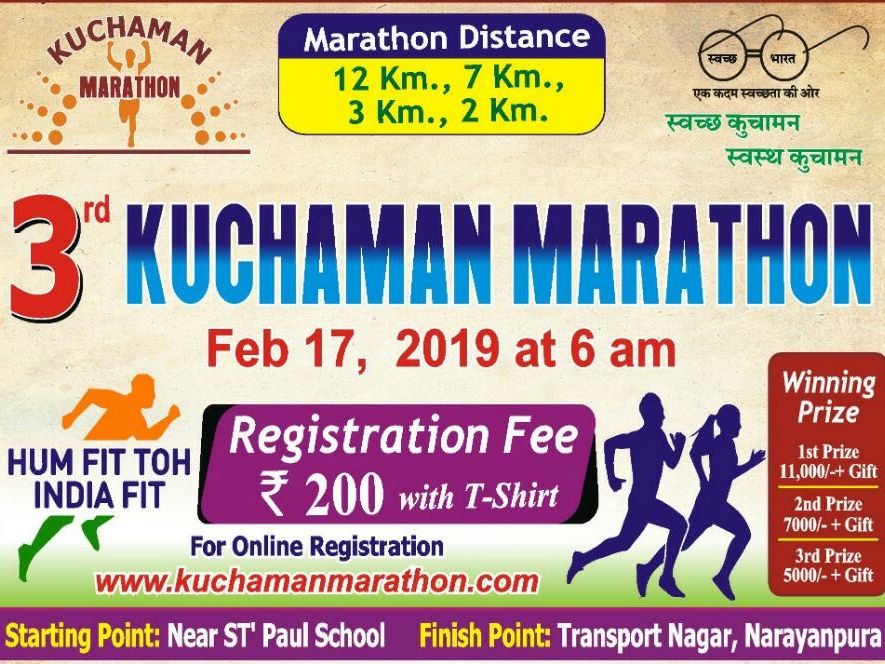 KUCHAMAN
MARATHON
Marathon Distance
12 Km., 7 Km.,
3 Km., 2 Km.
स्वच्छ भारत
एक कदम स्वच्छता की ओर
स्वच्छ कुचामन
स्वस्थ कुचामन
3rd KUCHAMAN MARATHON
Feb 17, 2019 at 6 am
HUM FIT TOH
INDIA FIT
Registration Fee
₹ 200 with T-Shirt
For Online Registration
www.kuchamanmarathon.com
Winning
Prize
1st Prize
11,000/-+ Gift
2nd Prize
7000/- + Gift
3rd Prize
5000/- + Gift
Starting Point: Near ST' Paul School Finish Point: Transport Nagar, Narayanpura